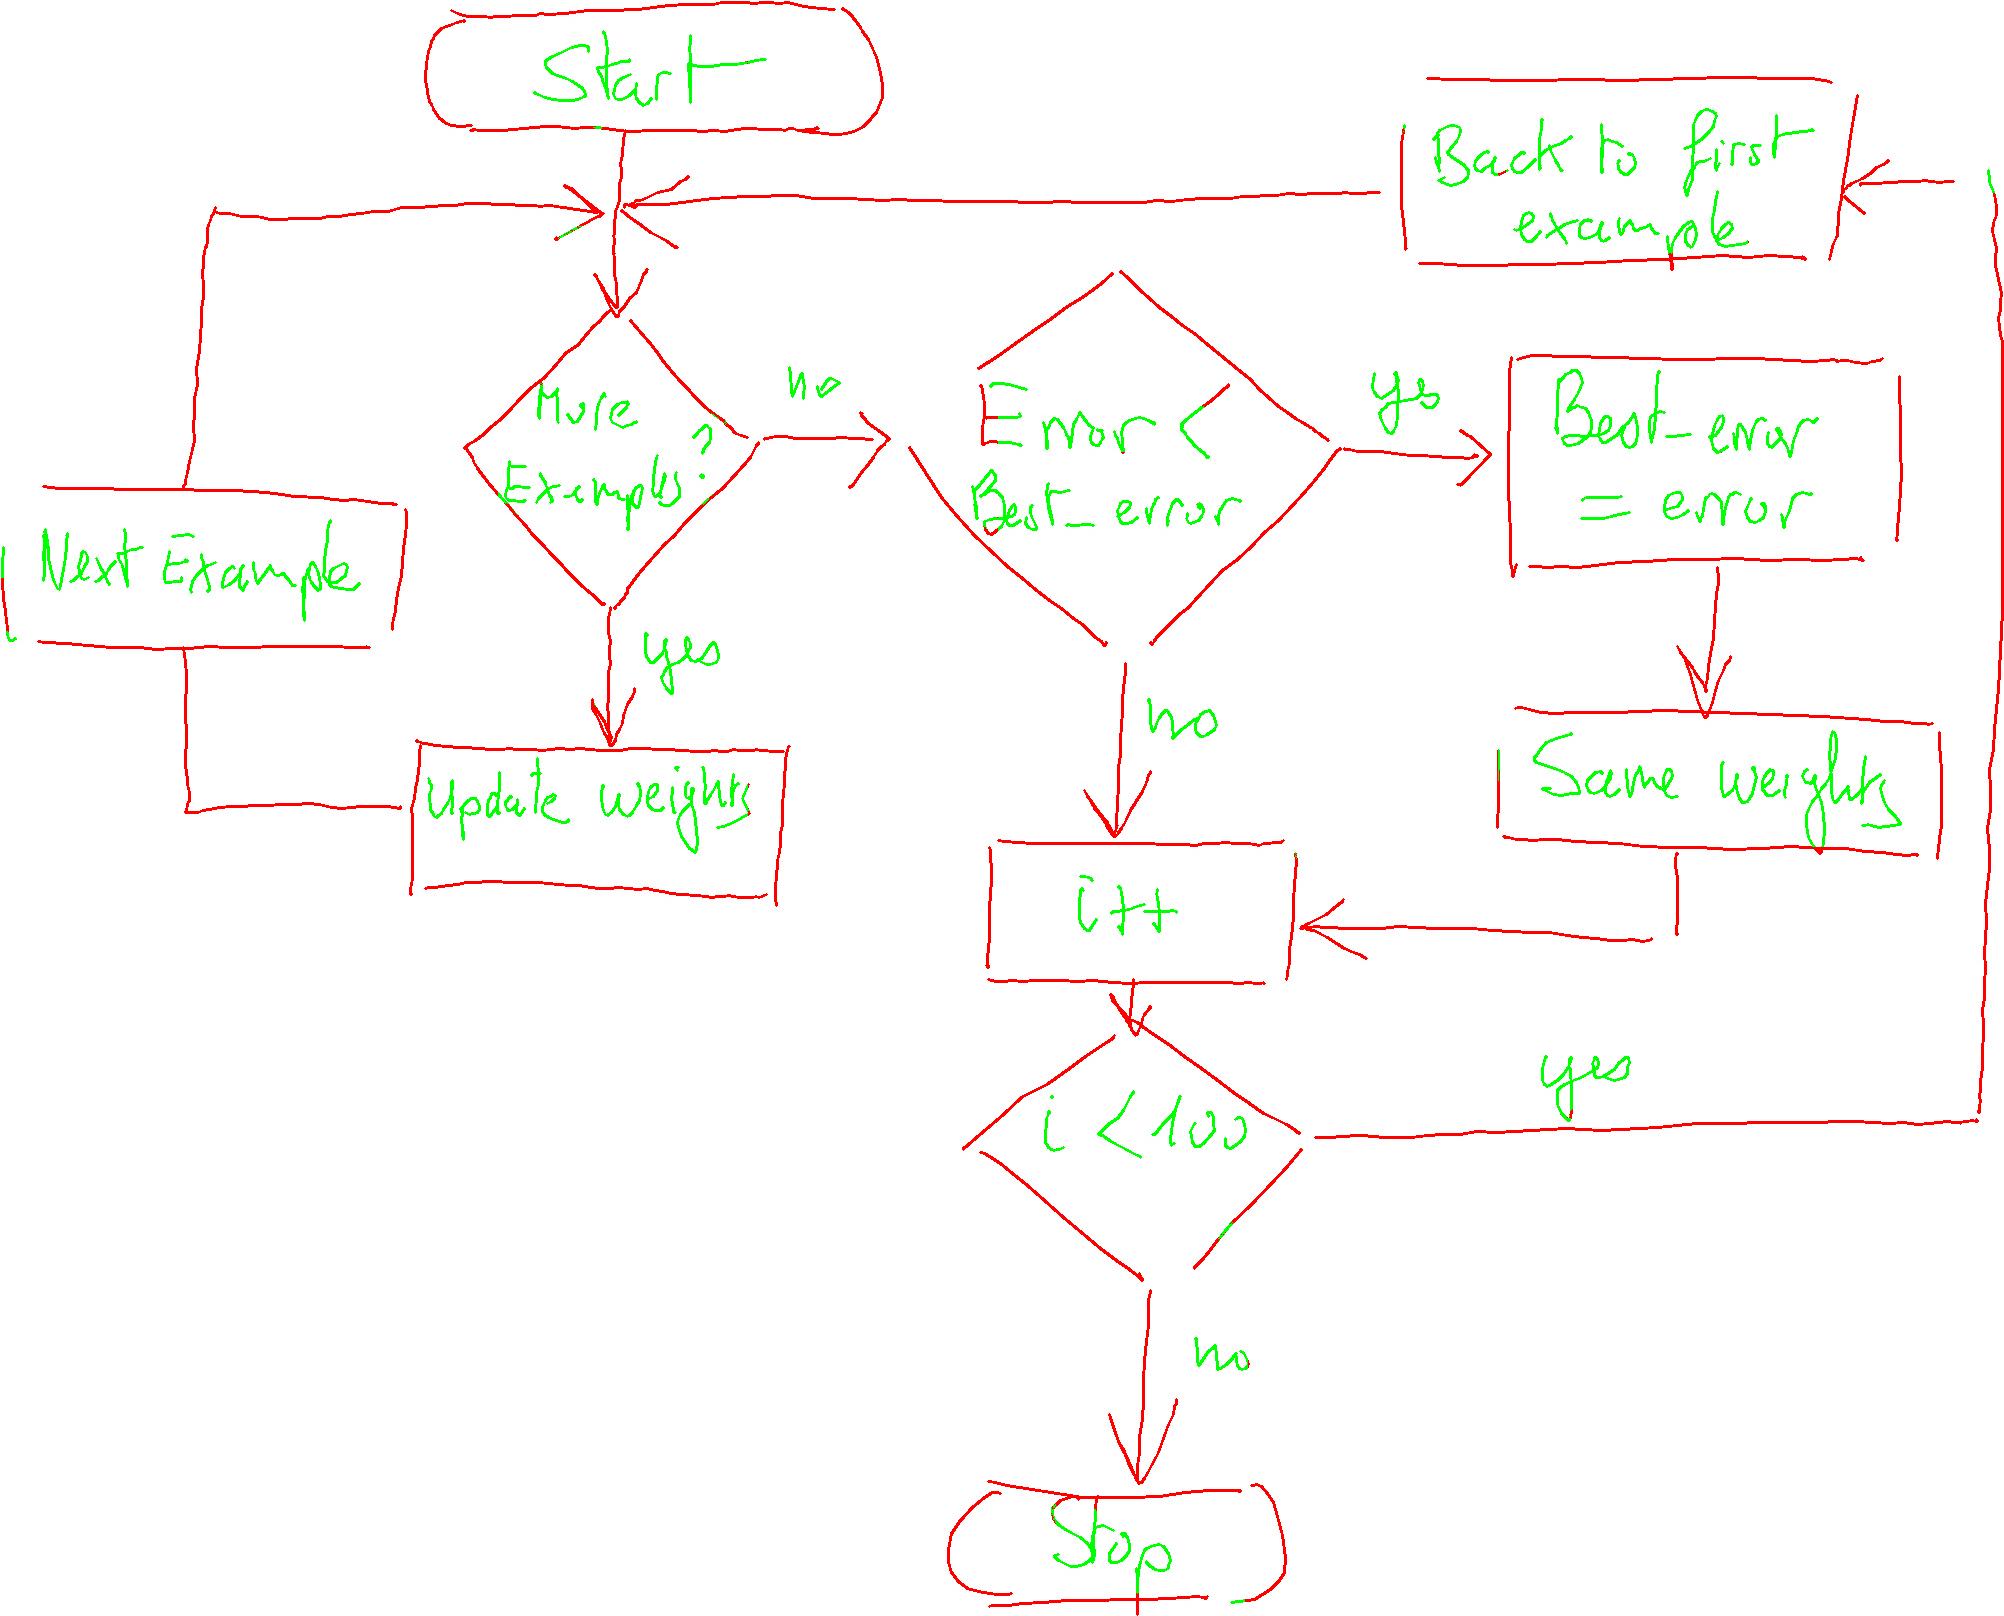 Start
Back to first
example
More
Examples?
no
Error <
Best_error
yes
Best_error
= error
Next Example
yes
no
Update weights
Same weights
i++
yes
i < 100
no
Stop